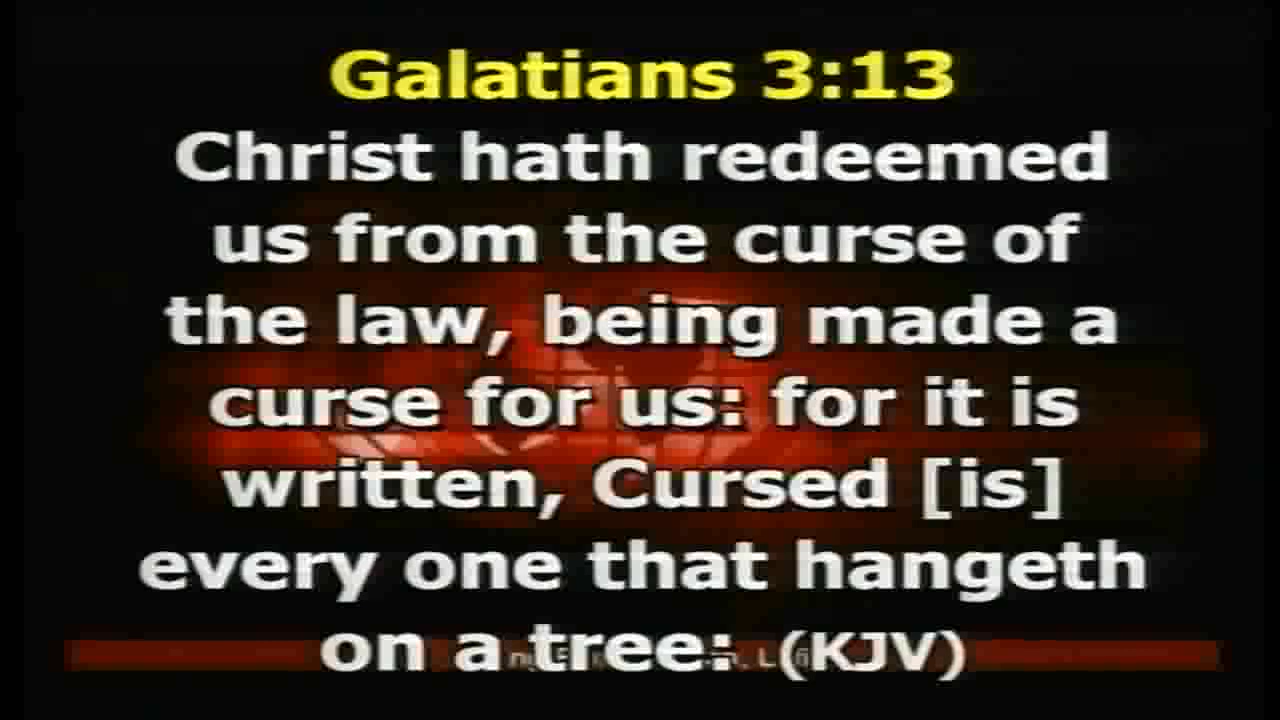 Galatians 3:13
Christ hath redeemed
us from the curse of
the law, being made a
curse for us: for it is
written, Cursed [is]
every one that hangeth
on a tree: (KJV)